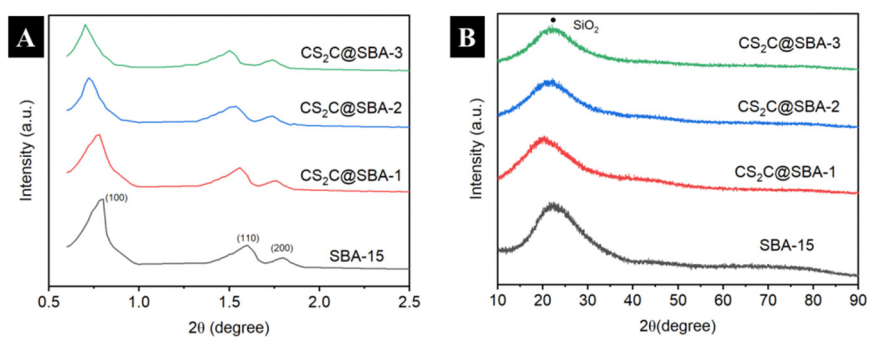 A
CS₂C@SBA-3
CS₂C@SBA-2
CS₂C@SBA-1
(100)
(110)
(200)
SBA-15
Intensity (a.u.)
0.5 1.0 1.5 2.0 2.5
2θ (degree)
B
SiO₂
CS₂C@SBA-3
CS₂C@SBA-2
CS₂C@SBA-1
SBA-15
Intensity (a.u.)
10 20 30 40 50 60 70 80 90
2θ(degree)